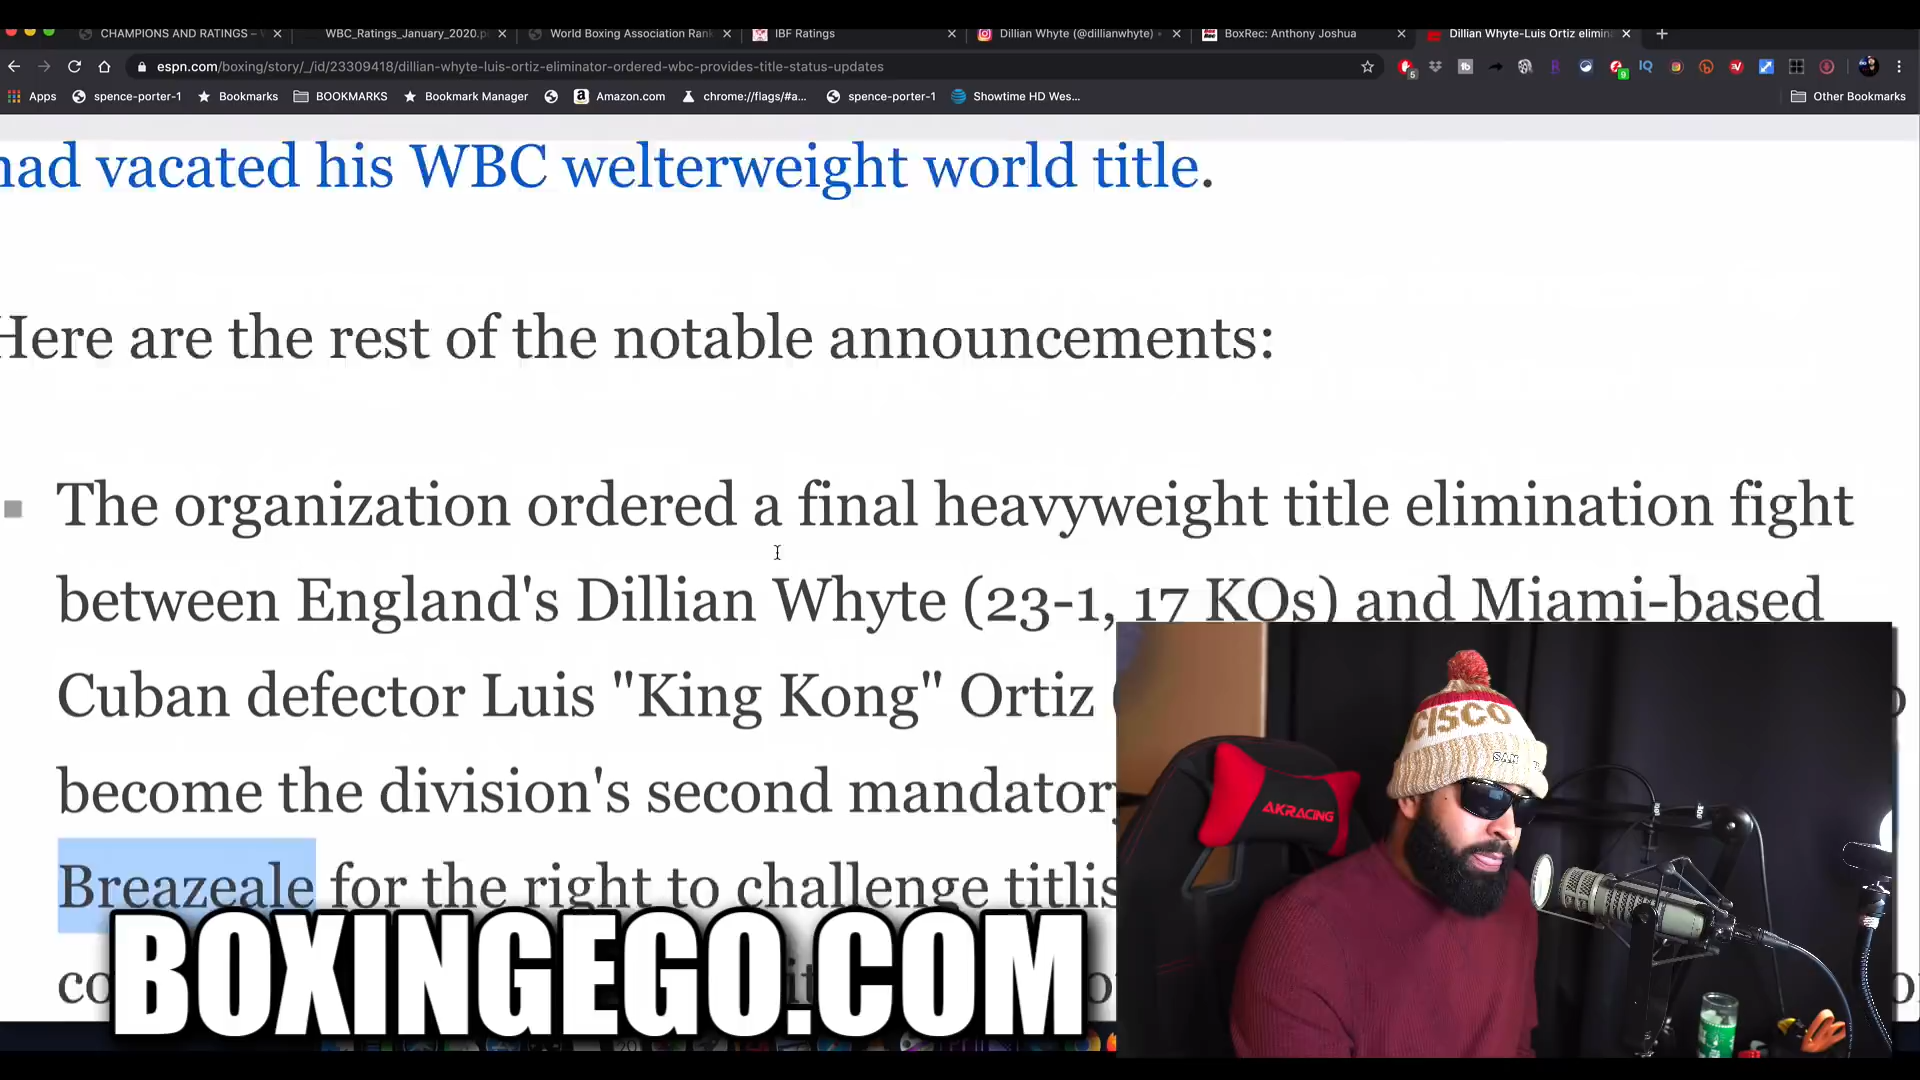 CHAMPIONS AND RATINGS –
WBC_Ratings_January_2020.p
World Boxing Association Rank
IBF Ratings
Dillian Whyte (@dillianwhyte) •
BoxRec: Anthony Joshua
Dillian Whyte-Luis Ortiz elimin
espn.com/boxing/story/_/id/23309418/dillian-whyte-luis-ortiz-eliminator-ordered-wbc-provides-title-status-updates
Apps
spence-porter-1
Bookmarks
BOOKMARKS
Bookmark Manager
Amazon.com
chrome://flags/#a...
spence-porter-1
Showtime HD Wes...
Other Bookmarks
had vacated his WBC welterweight world title.
Here are the rest of the notable announcements:
The organization ordered a final heavyweight title elimination fight
between England's Dillian Whyte (23-1, 17 KOs) and Miami-based
Cuban defector Luis "King Kong" Ortiz (
become the division's second mandatory
Breazeale for the right to challenge titlis
co
BOXINGEGO.COM
CISCO
SAN
AKRACING